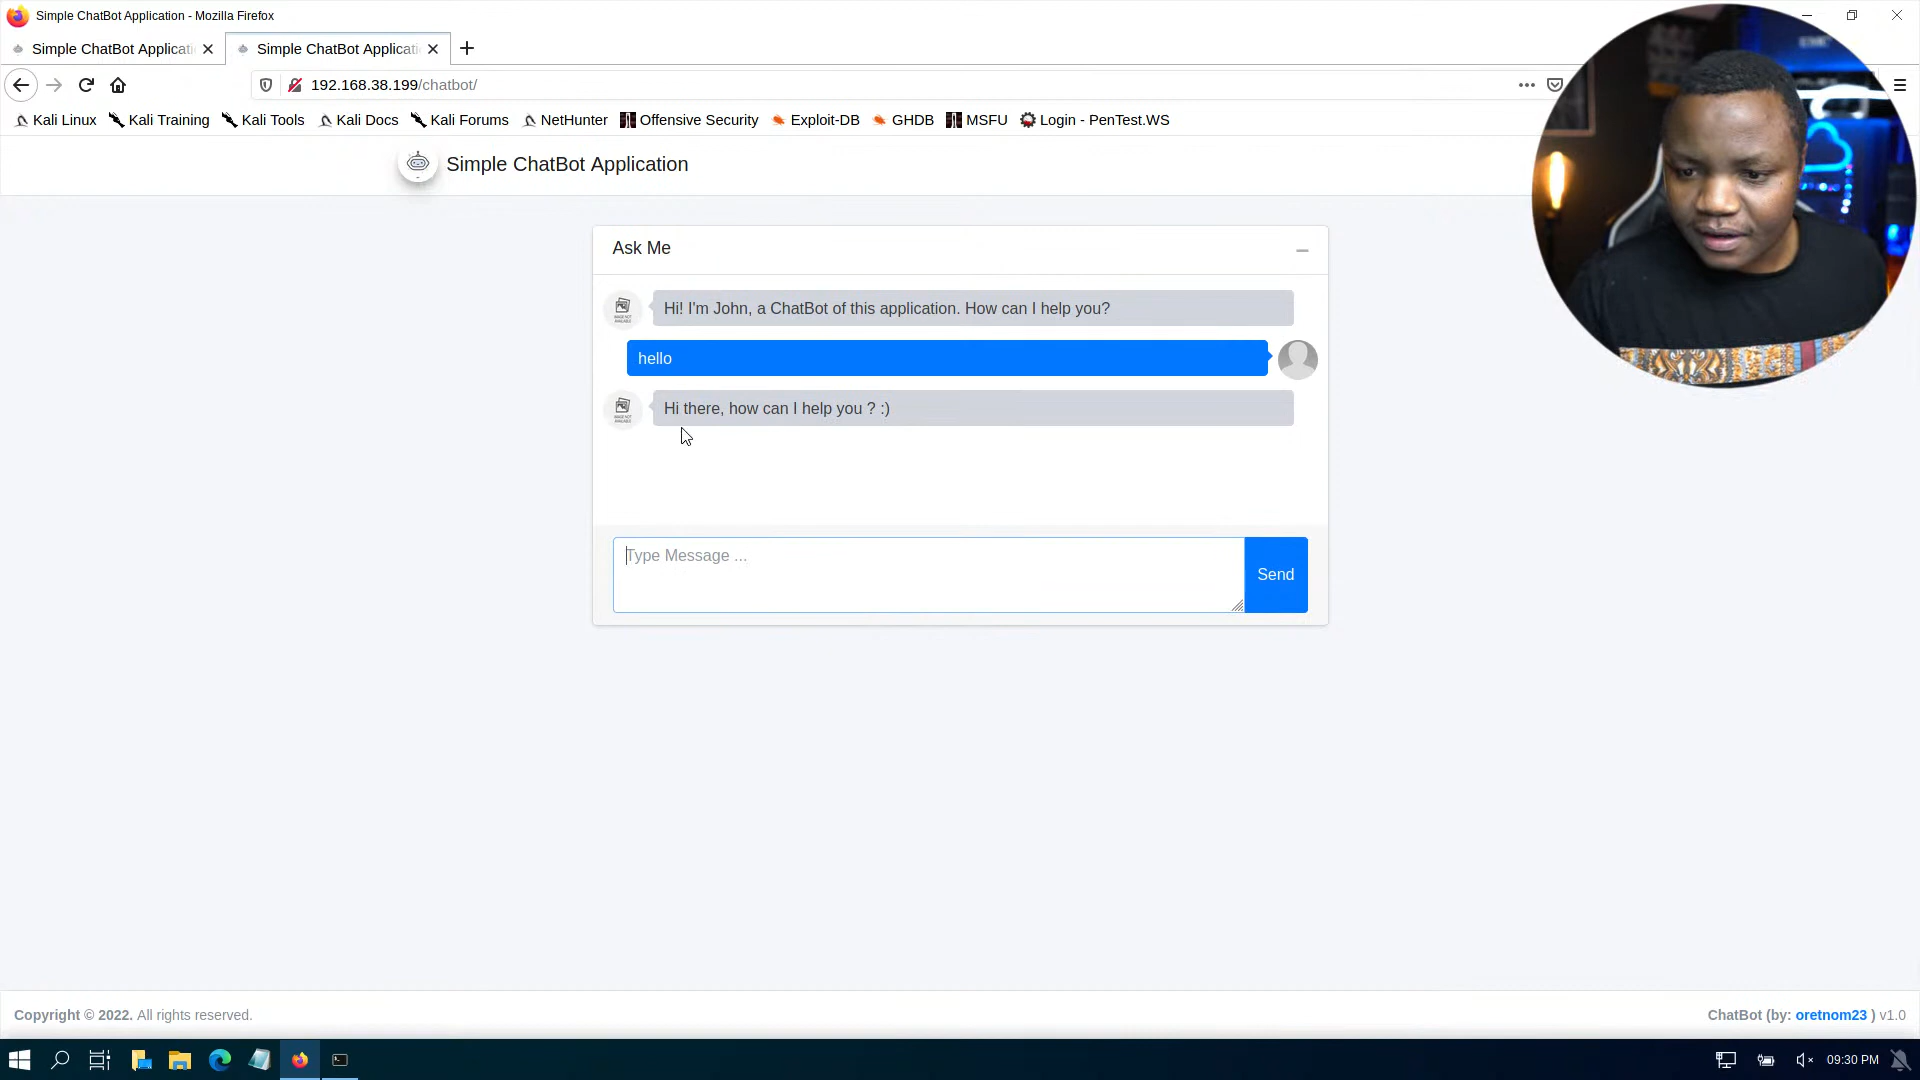 Simple ChatBot Application - Mozilla Firefox
Simple ChatBot Applicati
Simple ChatBot Applicati
192.168.38.199/chatbot/
Kali Linux Kali Training Kali Tools Kali Docs Kali Forums NetHunter Offensive Security Exploit-DB GHDB MSFU Login - PenTest.WS
Simple ChatBot Application
Ask Me
Hi! I'm John, a ChatBot of this application. How can I help you?
hello
Hi there, how can I help you ? :)
Type Message ...
Send
Copyright © 2022. All rights reserved.
ChatBot (by: oretnom23 ) v1.0
09:30 PM